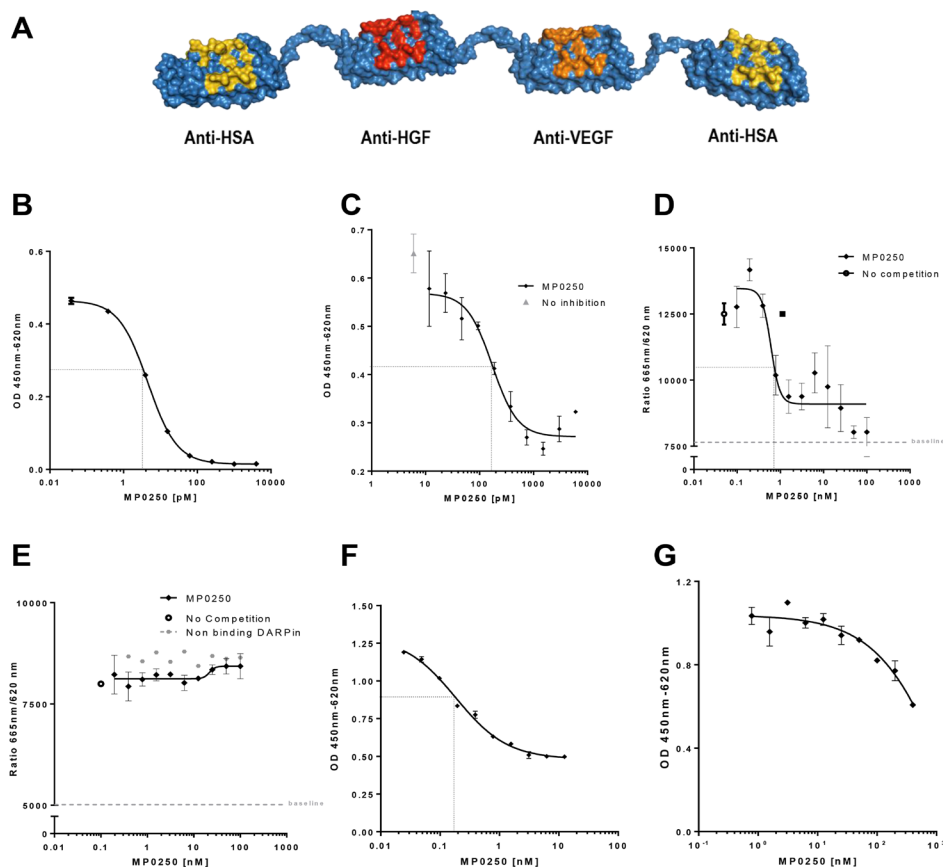 A
Anti-HSA
Anti-HGF
Anti-VEGF
Anti-HSA
B
OD 450nm-620nm
0.6
0.4
0.2
0.0
0.01
1
100
10000
MP0250 [pM]
C
OD 450nm-620nm
0.7
0.6
0.5
0.4
0.3
0.2
1
10
100
1000
10000
MP0250 [pM]
MP0250
No inhibition
D
Ratio 665nm/620 nm
15000
12500
10000
7500
0
0.01
0.1
1
10
100
1000
MP0250 [nM]
MP0250
No competition
baseline
E
Ratio 665nm/620 nm
10000
7500
5000
0
0.01
0.1
1
10
100
1000
MP0250 [nM]
MP0250
No Competition
Non binding DARPin
baseline
F
OD 450nm-620nm
1.50
1.25
1.00
0.75
0.50
0.25
0.00
0.01
0.1
1
10
100
MP0250 [nM]
G
OD 450nm-620nm
1.2
0.8
0.4
0.0
10-1
100
101
102
103
MP0250 [nM]